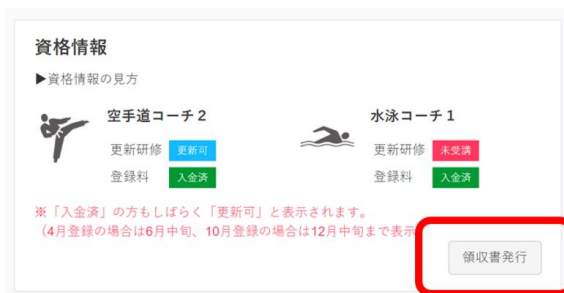 資格情報
▶資格情報の見方
空手道コーチ2
更新研修 更新可
登録料 入金済
水泳コーチ1
更新研修 未受講
登録料 入金済
※「入金済」の方もしばらく「更新可」と表示されます。
(4月登録の場合は6月中旬、10月登録の場合は12月中旬まで表示
領収書発行